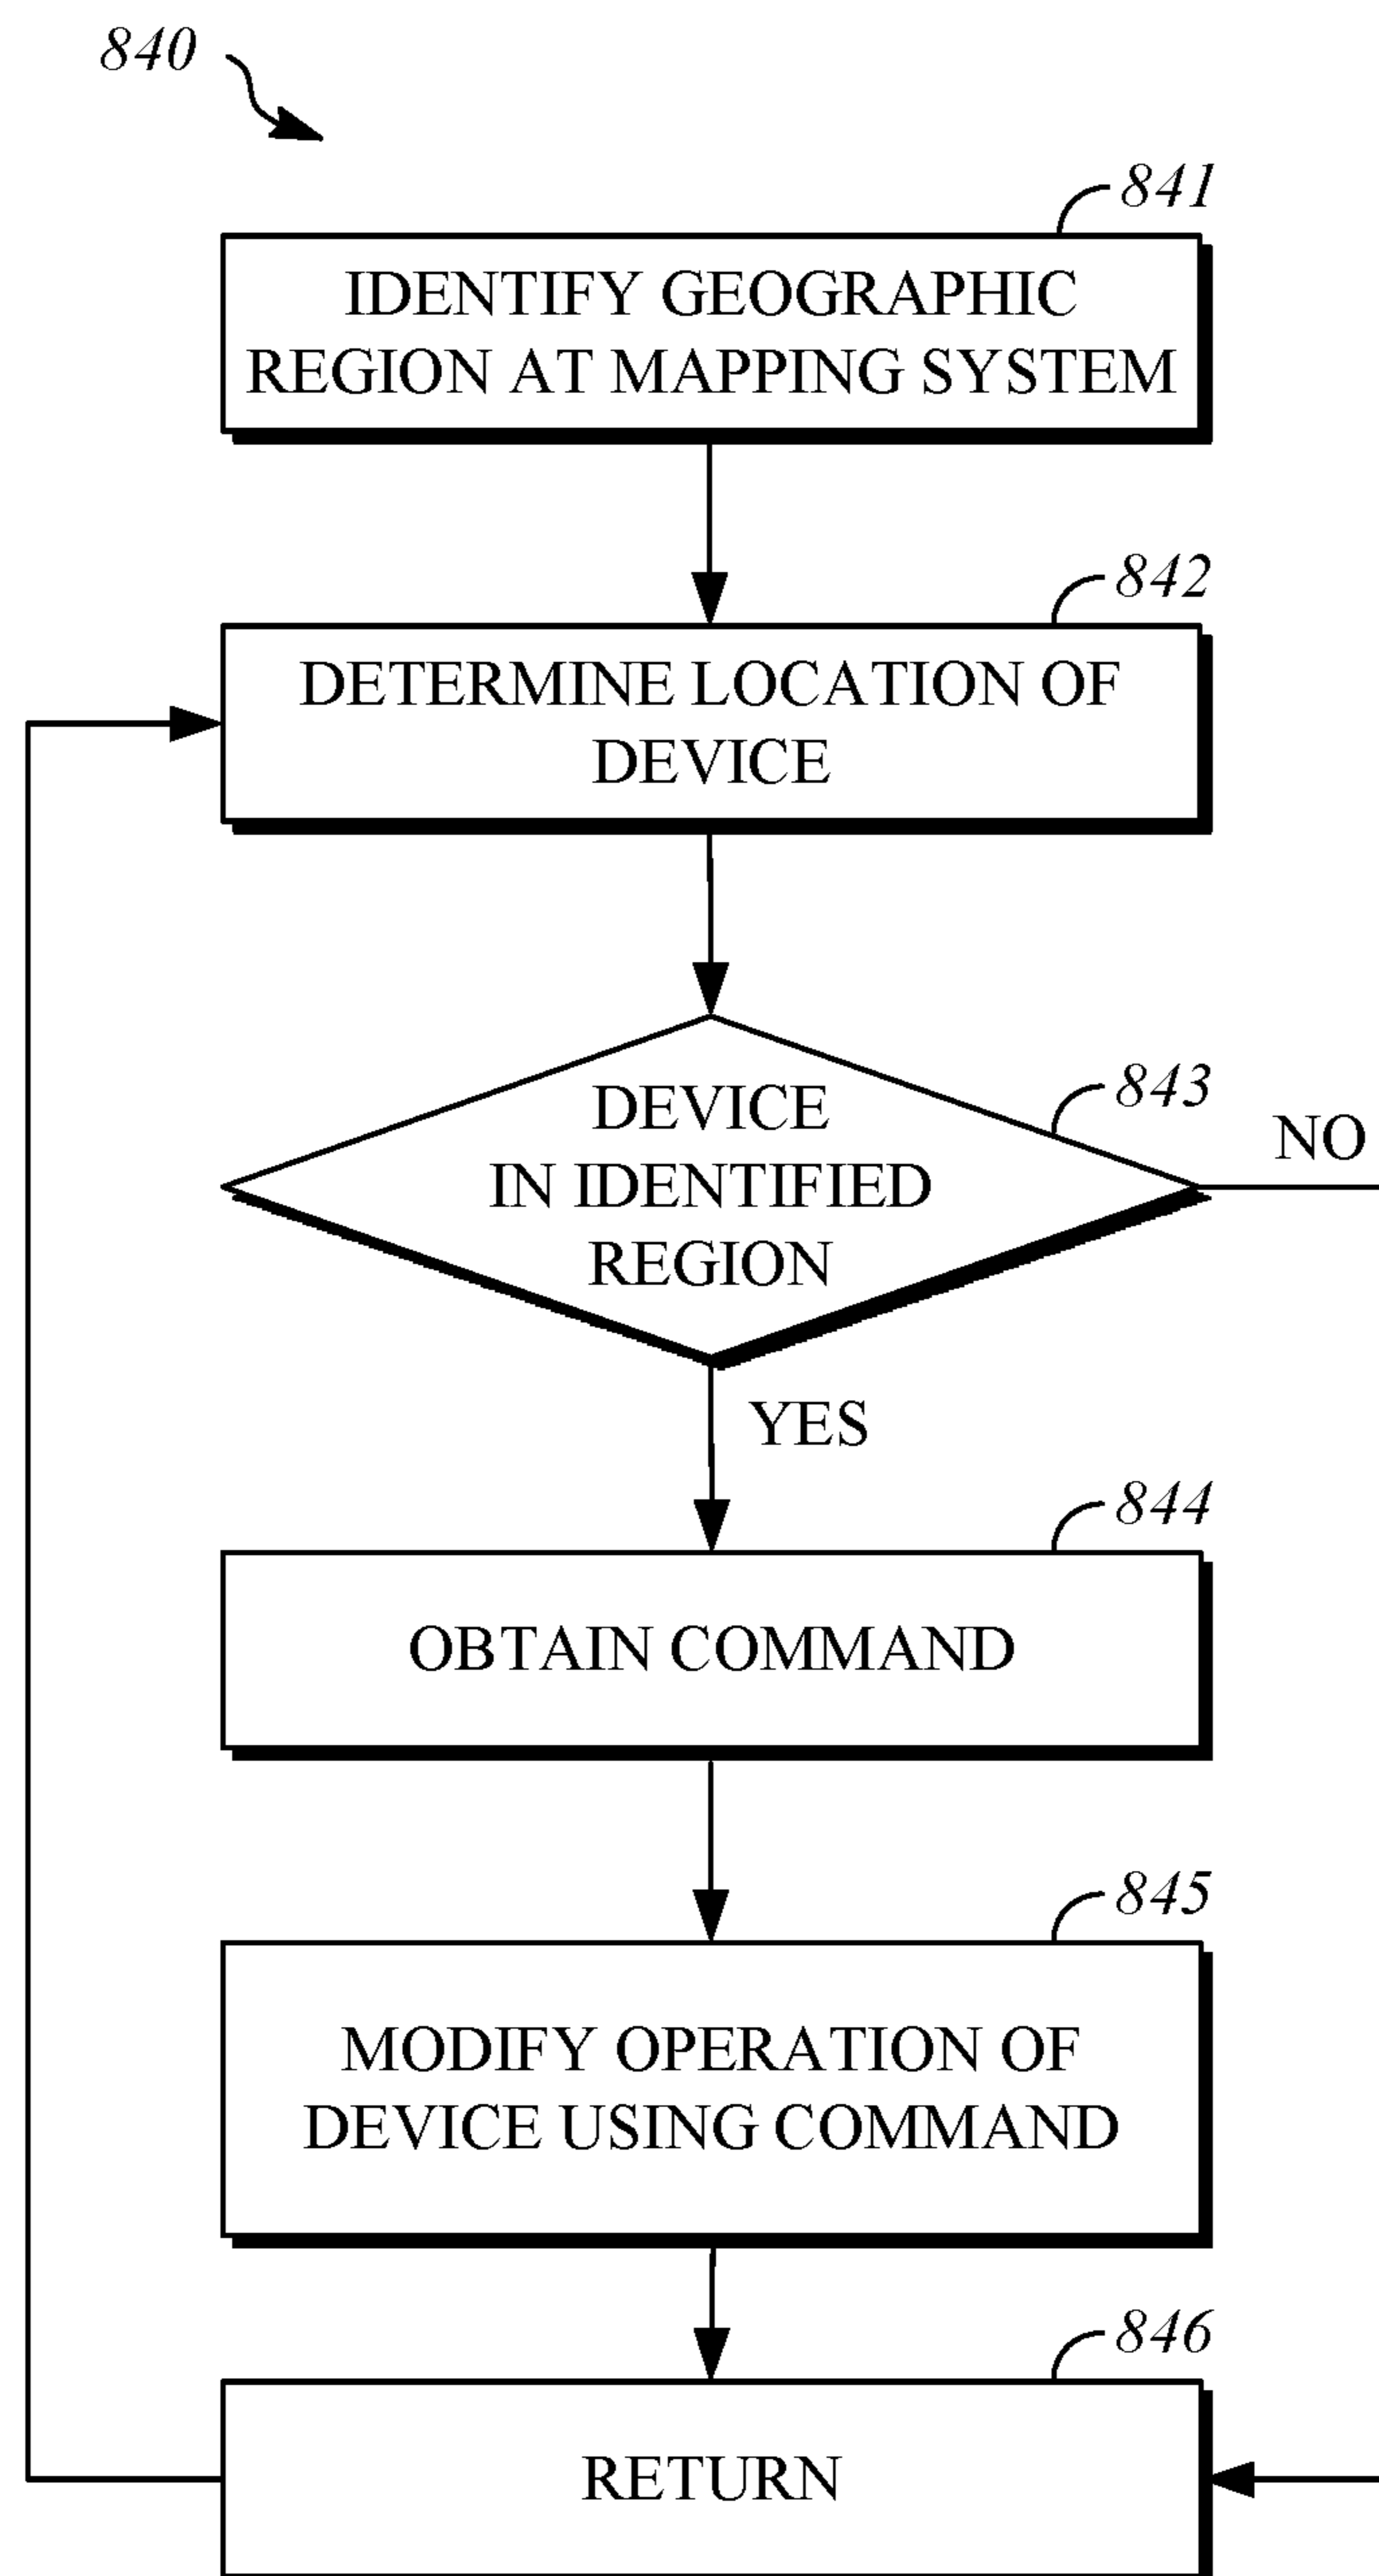 840
841
IDENTIFY GEOGRAPHIC
REGION AT MAPPING SYSTEM
842
DETERMINE LOCATION OF
DEVICE
843
DEVICE
IN IDENTIFIED
REGION
NO
YES
844
OBTAIN COMMAND
845
MODIFY OPERATION OF
DEVICE USING COMMAND
846
RETURN